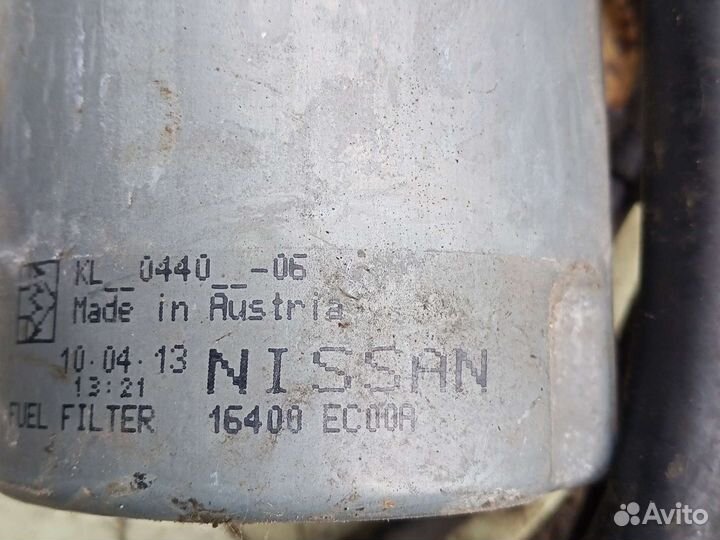 KL__0440__-06
Made in Austria
10·04·13 NISSAN
13:21
FUEL FILTER 16400 EC00A
Avito